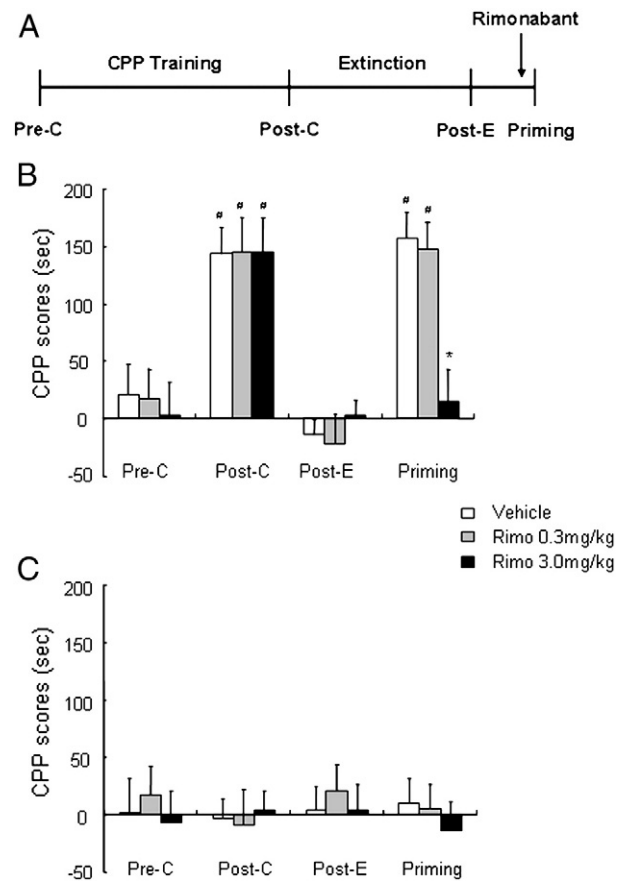 A
Rimonabant
CPP Training Extinction
Pre-C Post-C Post-E Priming
B
CPP scores (sec)
200
150
100
50
0
-50
# # #
# #
*
Pre-C Post-C Post-E Priming
Vehicle
Rimo 0.3mg/kg
Rimo 3.0mg/kg
C
CPP scores (sec)
200
150
100
50
0
-50
Pre-C Post-C Post-E Priming